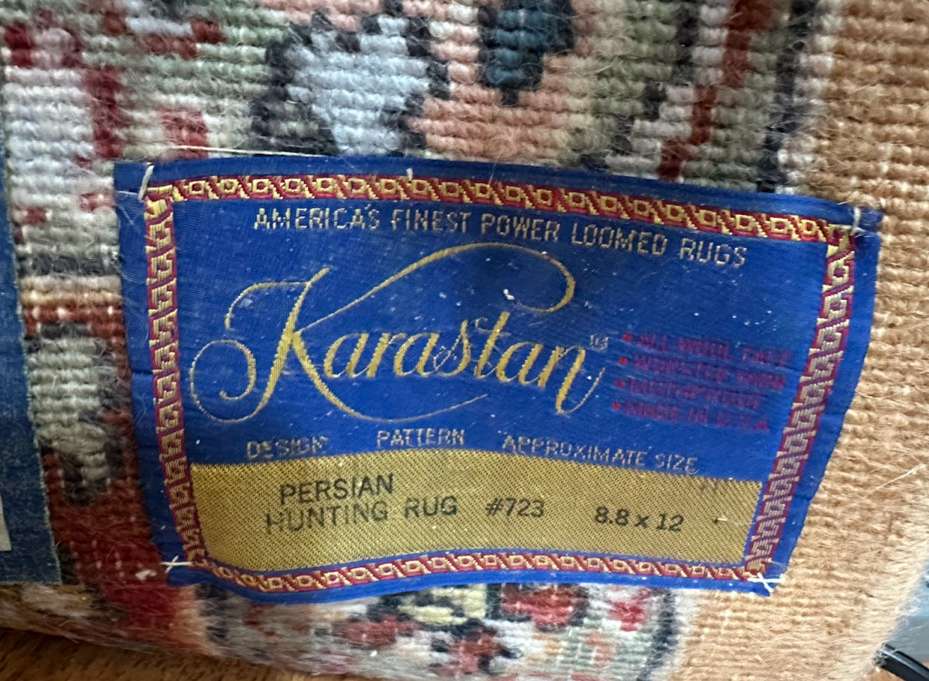 AMERICA'S FINEST POWER LOOMED RUGS
Karastan
DESIGN PATTERN APPROXIMATE SIZE
PERSIAN
HUNTING RUG #723 8.8 x 12